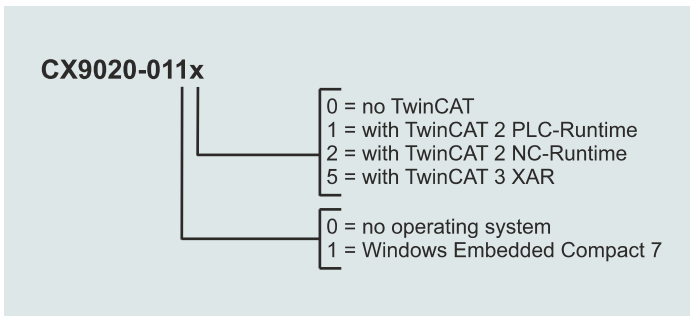 CX9020-011x
0 = no TwinCAT
1 = with TwinCAT 2 PLC-Runtime
2 = with TwinCAT 2 NC-Runtime
5 = with TwinCAT 3 XAR
0 = no operating system
1 = Windows Embedded Compact 7